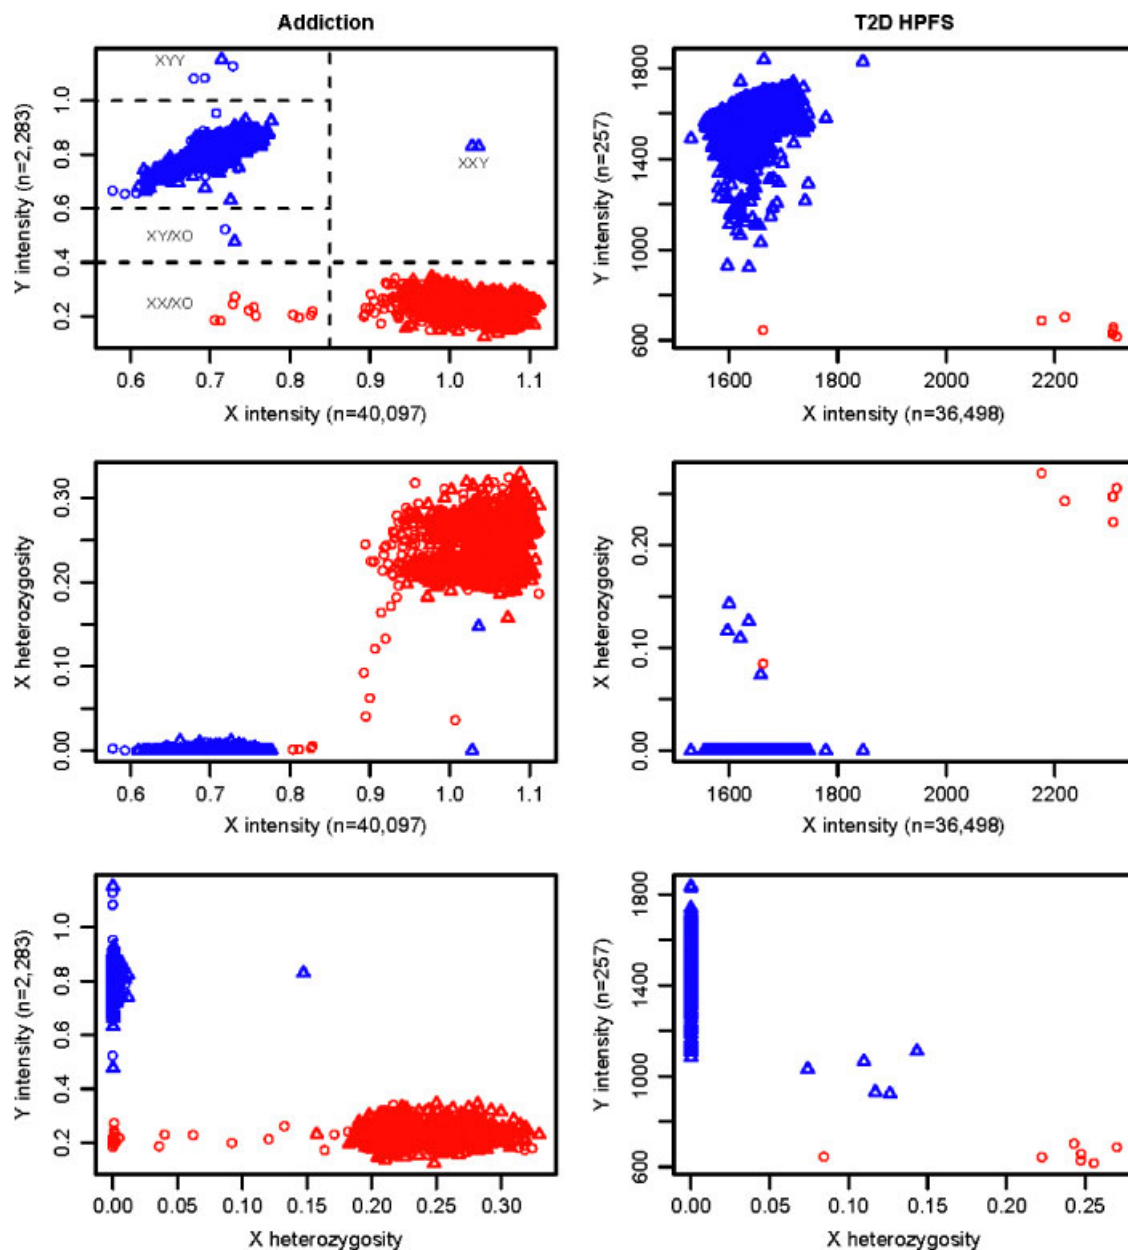 Addiction
T2D HPFS
Y intensity (n=2,283)
0.2 0.4 0.6 0.8 1.0
XYY
XXY
XY/XO
XX/XO
0.6 0.7 0.8 0.9 1.0 1.1
X intensity (n=40,097)
Y intensity (n=257)
600 1000 1400 1800
1600 1800 2000 2200
X intensity (n=36,498)
X heterozygosity
0.00 0.10 0.20 0.30
0.6 0.7 0.8 0.9 1.0 1.1
X intensity (n=40,097)
X heterozygosity
0.00 0.10 0.20
1600 1800 2000 2200
X intensity (n=36,498)
Y intensity (n=2,283)
0.2 0.4 0.6 0.8 1.0
0.00 0.05 0.10 0.15 0.20 0.25 0.30
X heterozygosity
Y intensity (n=257)
600 1000 1400 1800
0.00 0.05 0.10 0.15 0.20 0.25
X heterozygosity